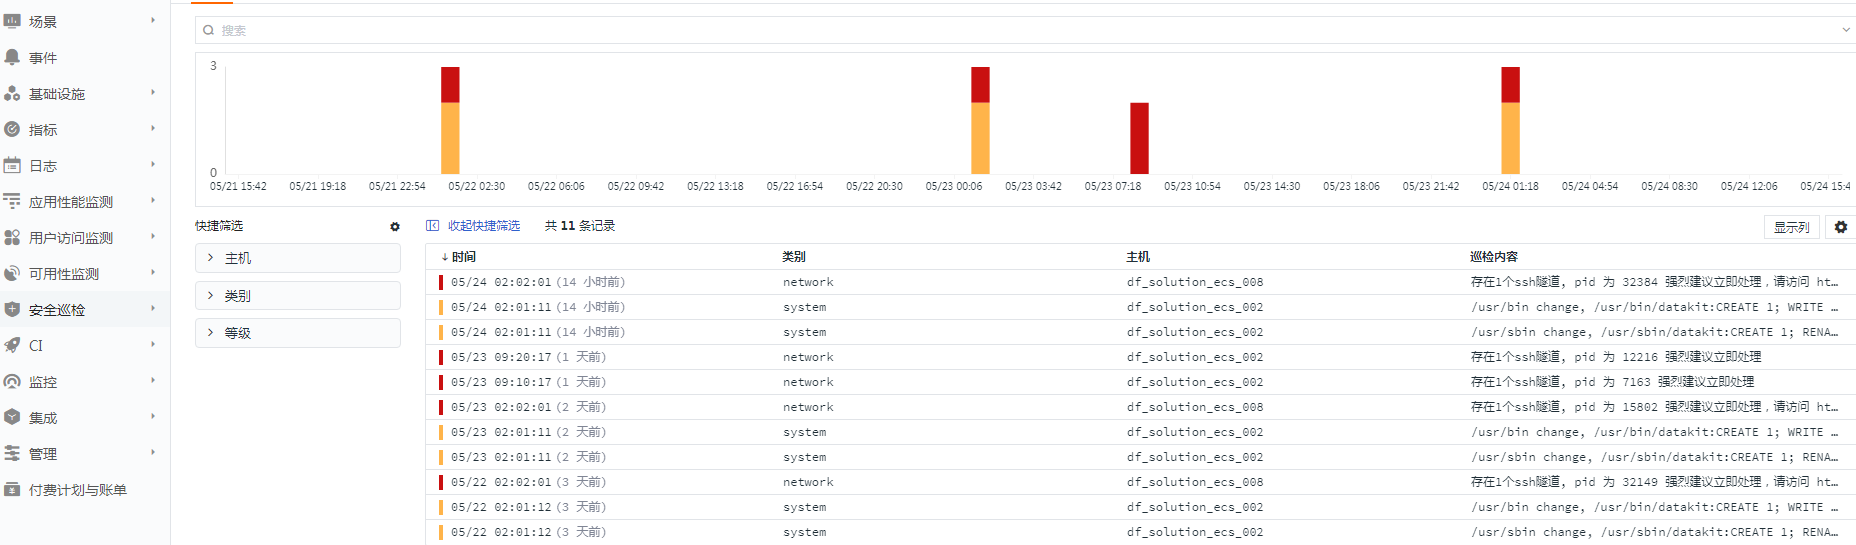 场景
事件
基础设施
指标
日志
应用性能监测
用户访问监测
可用性监测
安全巡检
CI
监控
集成
管理
付费计划与账单
搜索
3
0
05/21 15:42 05/21 19:18 05/21 22:54 05/22 02:30 05/22 06:06 05/22 09:42 05/22 13:18 05/22 16:54 05/22 20:30 05/23 00:06 05/23 03:42 05/23 07:18 05/23 10:54 05/23 14:30 05/23 18:06 05/23 21:42 05/24 01:18 05/24 04:54 05/24 08:30 05/24 12:06 05/24 15:4
快捷筛选
主机
类别
等级
收起快捷筛选 共 11 条记录 显示列
↓时间 类别 主机 巡检内容
05/24 02:02:01 (14 小时前) network df_solution_ecs_008 存在1个ssh隧道, pid 为 32384 强烈建议立即处理，请访问 ht…
05/24 02:01:11 (14 小时前) system df_solution_ecs_002 /usr/bin change, /usr/bin/datakit:CREATE 1; WRITE …
05/24 02:01:11 (14 小时前) system df_solution_ecs_002 /usr/sbin change, /usr/sbin/datakit:CREATE 1; RENA…
05/23 09:20:17 (1 天前) network df_solution_ecs_002 存在1个ssh隧道, pid 为 12216 强烈建议立即处理
05/23 09:10:17 (1 天前) network df_solution_ecs_002 存在1个ssh隧道, pid 为 7163 强烈建议立即处理
05/23 02:02:01 (2 天前) network df_solution_ecs_008 存在1个ssh隧道, pid 为 15802 强烈建议立即处理，请访问 ht…
05/23 02:01:11 (2 天前) system df_solution_ecs_002 /usr/bin change, /usr/bin/datakit:CREATE 1; WRITE …
05/23 02:01:11 (2 天前) system df_solution_ecs_002 /usr/sbin change, /usr/sbin/datakit:CREATE 1; RENA…
05/22 02:02:01 (3 天前) network df_solution_ecs_008 存在1个ssh隧道, pid 为 32149 强烈建议立即处理，请访问 ht…
05/22 02:01:12 (3 天前) system df_solution_ecs_002 /usr/bin change, /usr/bin/datakit:CREATE 1; WRITE …
05/22 02:01:12 (3 天前) system df_solution_ecs_002 /usr/sbin change, /usr/sbin/datakit:CREATE 1; RENA…